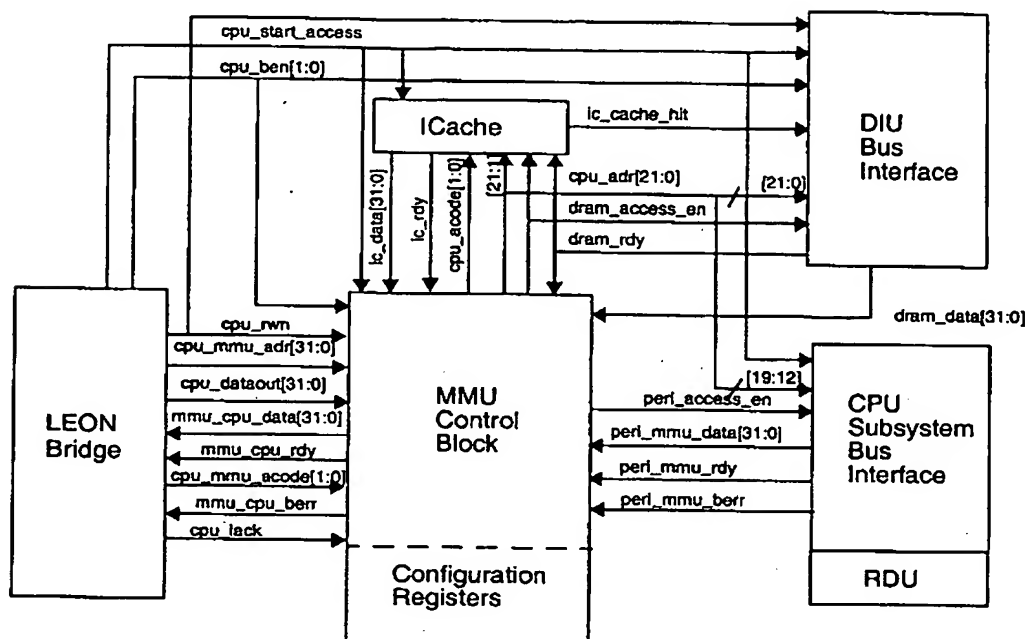 cpu_start_access
cpu_ben[1:0]
ICache
ic_cache_hit
DIU
Bus
Interface
ic_data[31:0]
ic_rdy
cpu_acode[1:0]
cpu_adr[21:0]
[21:0]
dram_access_en
dram_rdy
dram_data[31:0]
LEON
Bridge
cpu_rwn
cpu_mmu_adr[31:0]
cpu_dataout[31:0]
mmu_cpu_data[31:0]
mmu_cpu_rdy
cpu_mmu_acode[1:0]
mmu_cpu_berr
cpu_iack
MMU
Control
Block
Configuration
Registers
[19:12]
peri_access_en
peri_mmu_data[31:0]
peri_mmu_rdy
peri_mmu_berr
CPU
Subsystem
Bus
Interface
RDU